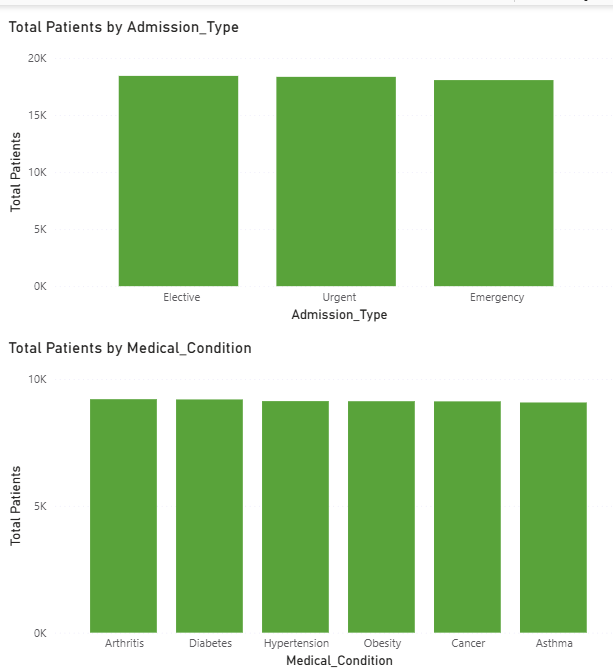 Total Patients by Admission_Type
20K
15K
10K
5K
0K
Total Patients
Elective Urgent Emergency
Admission_Type
Total Patients by Medical_Condition
10K
5K
0K
Total Patients
Arthritis Diabetes Hypertension Obesity Cancer Asthma
Medical_Condition